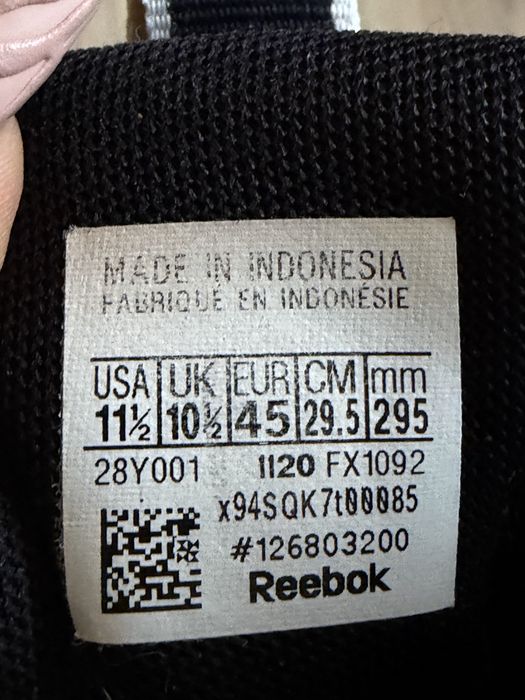 MADE IN INDONESIA
FABRIQUÉ EN INDONÉSIE
USA UK EUR CM mm
11½ 10½ 45 29.5 295
28Y001 1120 FX1092
x94SQK7t00085
#126803200
Reebok